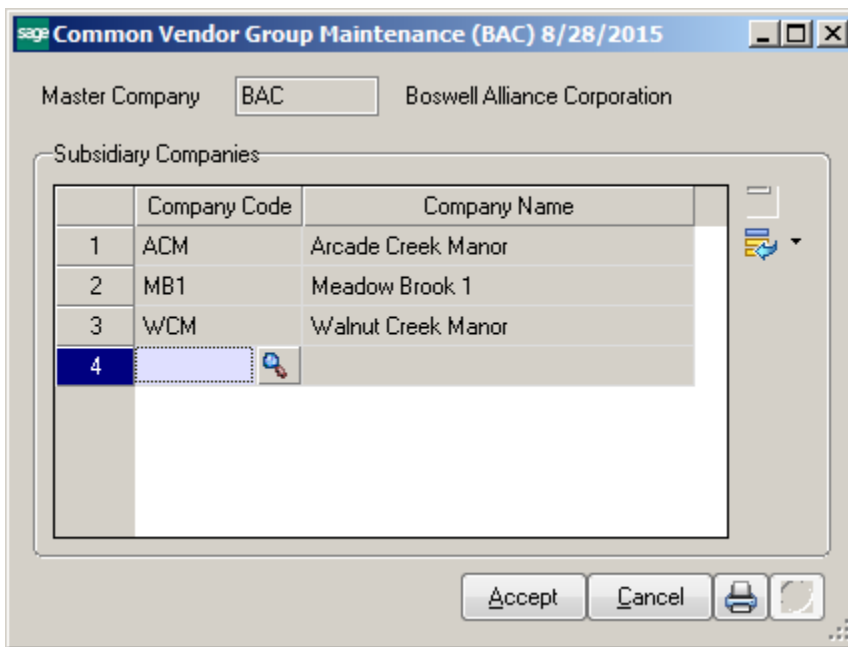 sage Common Vendor Group Maintenance (BAC) 8/28/2015
Master Company BAC Boswell Alliance Corporation
Subsidiary Companies
Company Code Company Name
1 ACM Arcade Creek Manor
2 MB1 Meadow Brook 1
3 WCM Walnut Creek Manor
4
Accept Cancel